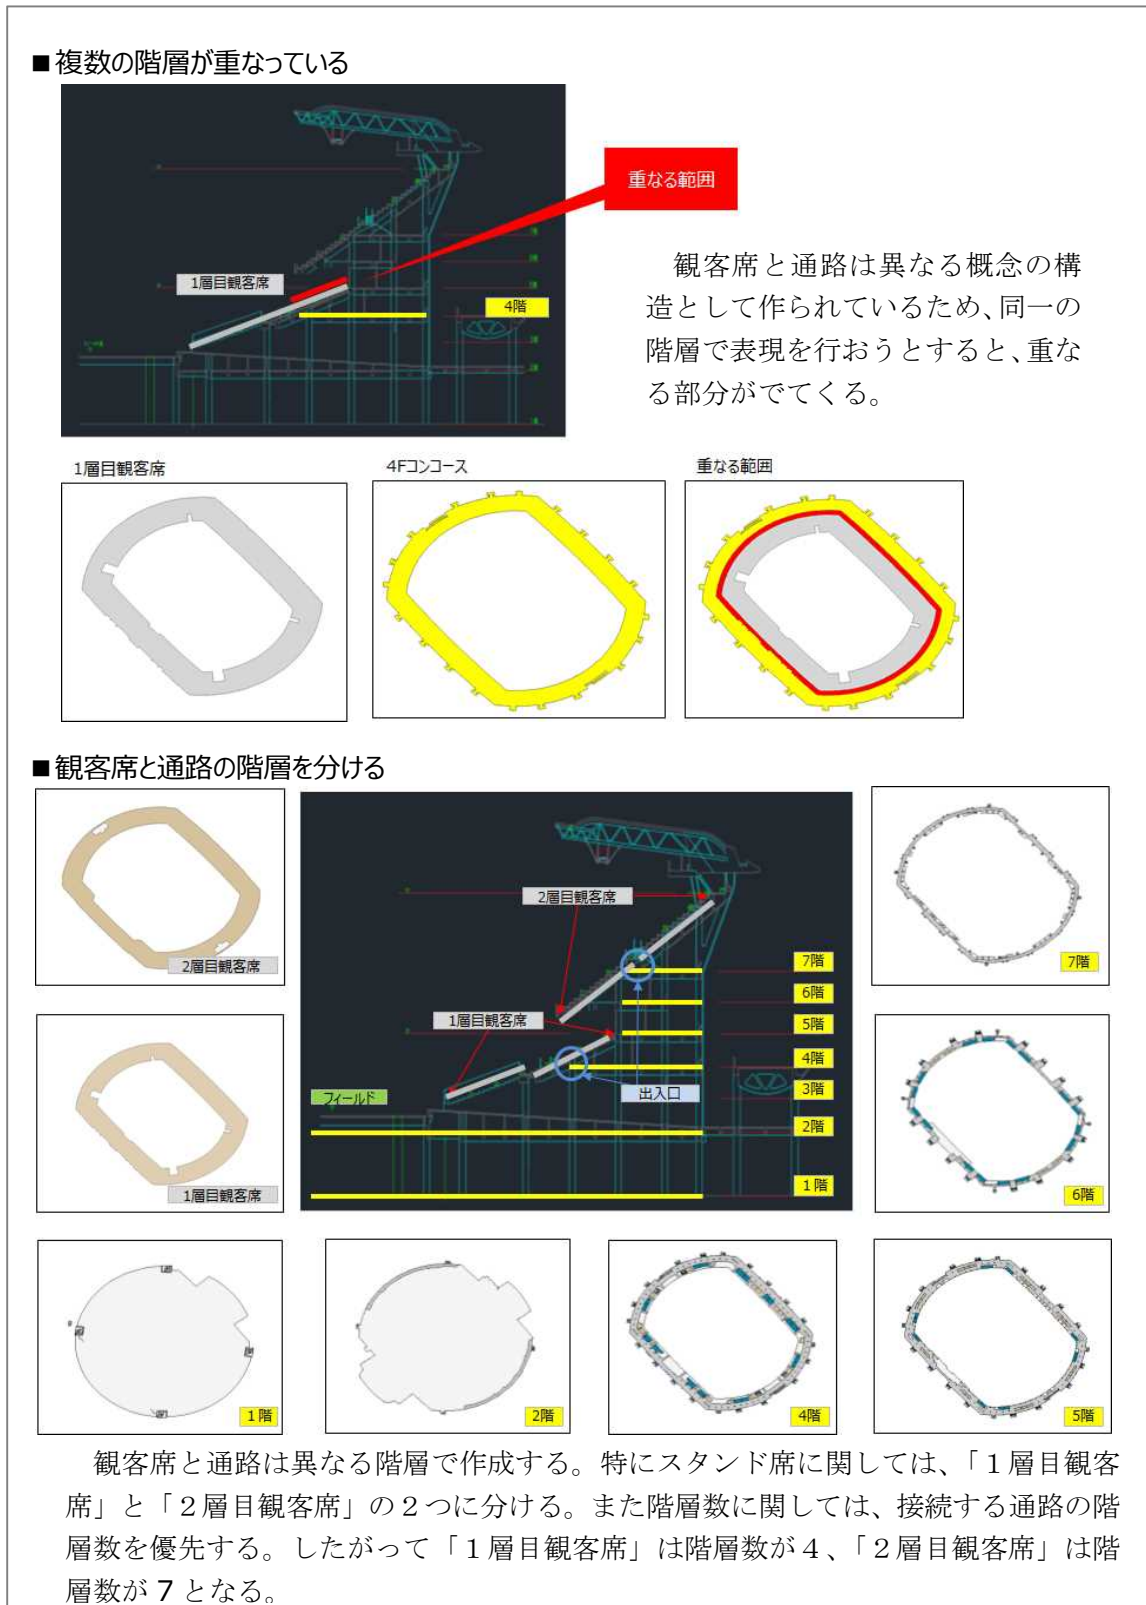 ■複数の階層が重なっている
重なる範囲
1層目観客席
4階
観客席と通路は異なる概念の構
造として作られているため、同一の
階層で表現を行おうとすると、重な
る部分がでてくる。
1層目観客席
4Fコンコース
重なる範囲
■観客席と通路の階層を分ける
2層目観客席
1層目観客席
2層目観客席
1層目観客席
フィールド
出入口
7階
6階
5階
4階
3階
2階
1階
7階
6階
1階
2階
4階
5階
観客席と通路は異なる階層で作成する。特にスタンド席に関しては、「１層目観客
席」と「２層目観客席」の２つに分ける。また階層数に関しては、接続する通路の階
層数を優先する。したがって「１層目観客席」は階層数が４、「２層目観客席」は階
層数が 7 となる。